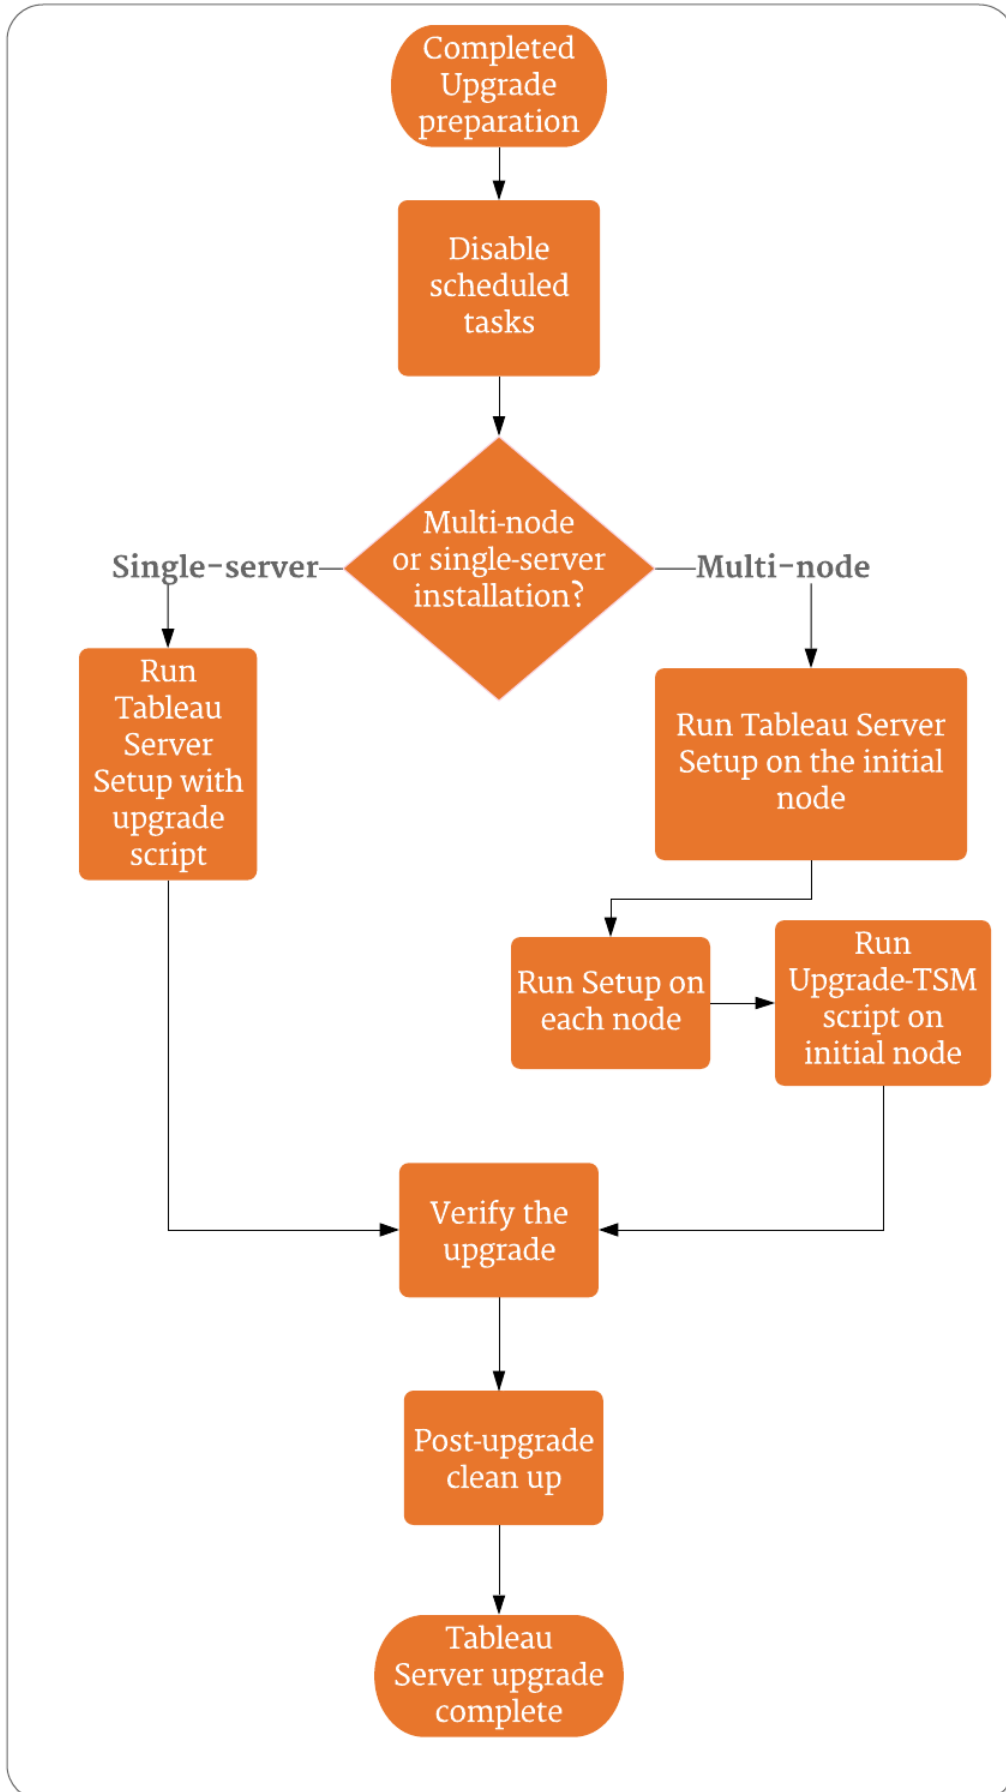 Completed
Upgrade
preparation
Disable
scheduled
tasks
Multi-node
or single-server
installation?
Single-server
Multi-node
Run
Tableau
Server
Setup with
upgrade
script
Run Tableau Server
Setup on the initial
node
Run Setup on
each node
Run
Upgrade-TSM
script on
initial node
Verify the
upgrade
Post-upgrade
clean up
Tableau
Server upgrade
complete